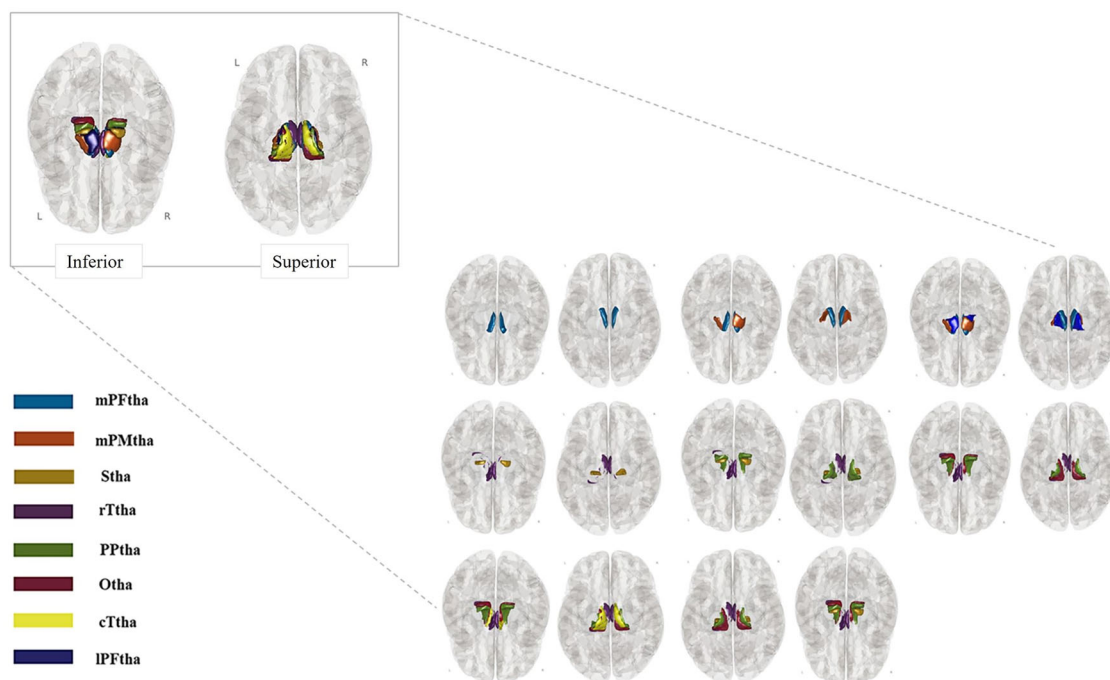 L R
L R
Inferior Superior
mPFtha
mPMtha
Stha
rTtha
PPtha
Otha
cTtha
lPFtha